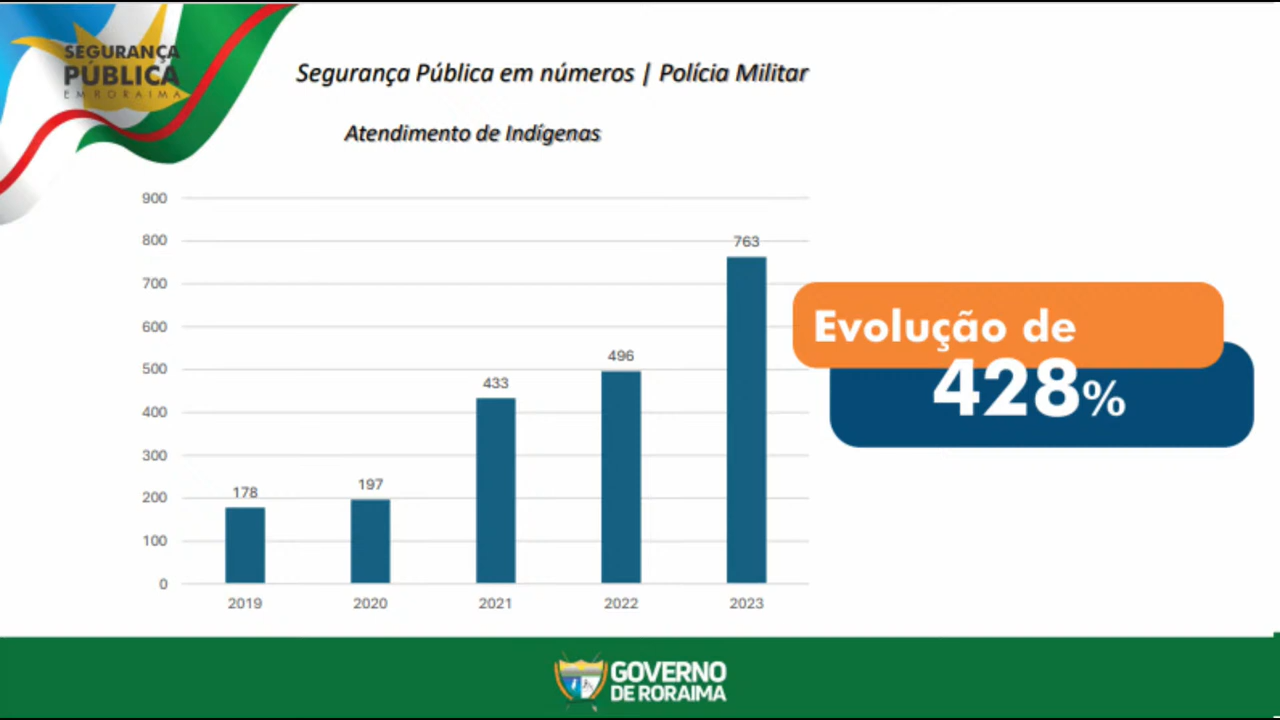 SEGURANÇA
PÚBLICA
EM RORAIMA
Segurança Pública em números | Polícia Militar
Atendimento de Indígenas
900
800
700
600
500
400
300
200
100
0
178
197
433
496
763
2019 2020 2021 2022 2023
Evolução de
428%
GOVERNO
DE RORAIMA